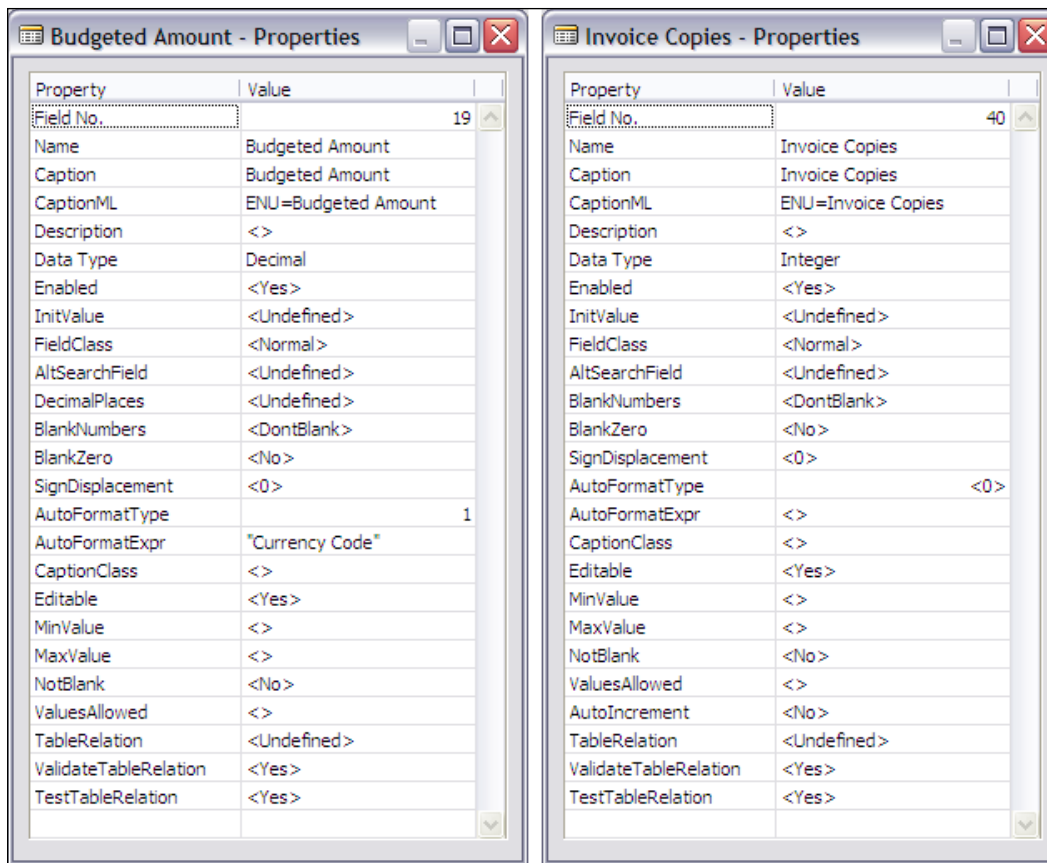 Budgeted Amount - Properties
Property Value
Field No. 19
Name Budgeted Amount
Caption Budgeted Amount
CaptionML ENU=Budgeted Amount
Description <>
Data Type Decimal
Enabled <Yes>
InitValue <Undefined>
FieldClass <Normal>
AltSearchField <Undefined>
DecimalPlaces <Undefined>
BlankNumbers <DontBlank>
BlankZero <No>
SignDisplacement <0>
AutoFormatType 1
AutoFormatExpr "Currency Code"
CaptionClass <>
Editable <Yes>
MinValue <>
MaxValue <>
NotBlank <No>
ValuesAllowed <>
TableRelation <Undefined>
ValidateTableRelation <Yes>
TestTableRelation <Yes>
Invoice Copies - Properties
Property Value
Field No. 40
Name Invoice Copies
Caption Invoice Copies
CaptionML ENU=Invoice Copies
Description <>
Data Type Integer
Enabled <Yes>
InitValue <Undefined>
FieldClass <Normal>
AltSearchField <Undefined>
BlankNumbers <DontBlank>
BlankZero <No>
SignDisplacement <0>
AutoFormatType <0>
AutoFormatExpr <>
CaptionClass <>
Editable <Yes>
MinValue <>
MaxValue <>
NotBlank <No>
ValuesAllowed <>
AutoIncrement <No>
TableRelation <Undefined>
ValidateTableRelation <Yes>
TestTableRelation <Yes>